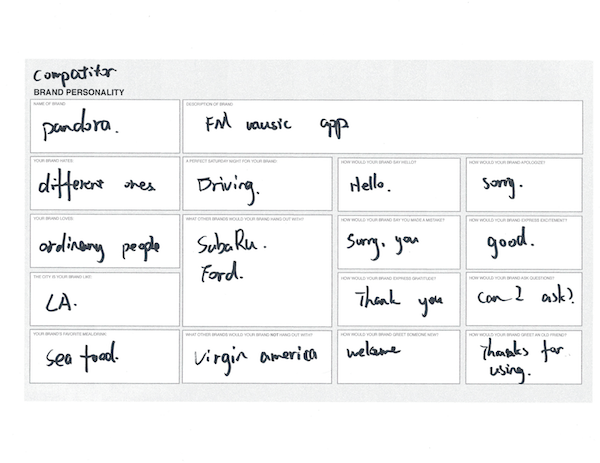 Compatitor
BRAND PERSONALITY
NAME OF BRAND
pandora.
DESCRIPTION OF BRAND
FM music app
YOUR BRAND HATES:
different ones
A PERFECT SATURDAY NIGHT FOR YOUR BRAND:
Driving.
HOW WOULD YOUR BRAND SAY HELLO?
Hello.
HOW WOULD YOUR BRAND APOLOGIZE?
sorry.
YOUR BRAND LOVES:
ordinary people
WHAT OTHER BRANDS WOULD YOUR BRAND HANG OUT WITH?
SubaRu.
Ford.
HOW WOULD YOUR BRAND SAY YOU MADE A MISTAKE?
Sorry, you
HOW WOULD YOUR BRAND EXPRESS EXCITEMENT?
good.
THE CITY IS YOUR BRAND LIKE:
LA.
HOW WOULD YOUR BRAND EXPRESS GRATITUDE?
Thank you
HOW WOULD YOUR BRAND ASK QUESTIONS?
can I ask?
YOUR BRAND'S FAVORITE MEAL/DRINK:
Sea food.
WHAT OTHER BRANDS WOULD YOUR BRAND NOT HANG OUT WITH?
Virgin america
HOW WOULD YOUR BRAND GREET SOMEONE NEW?
welcome
HOW WOULD YOUR BRAND GREET AN OLD FRIEND?
Thanks for
using.